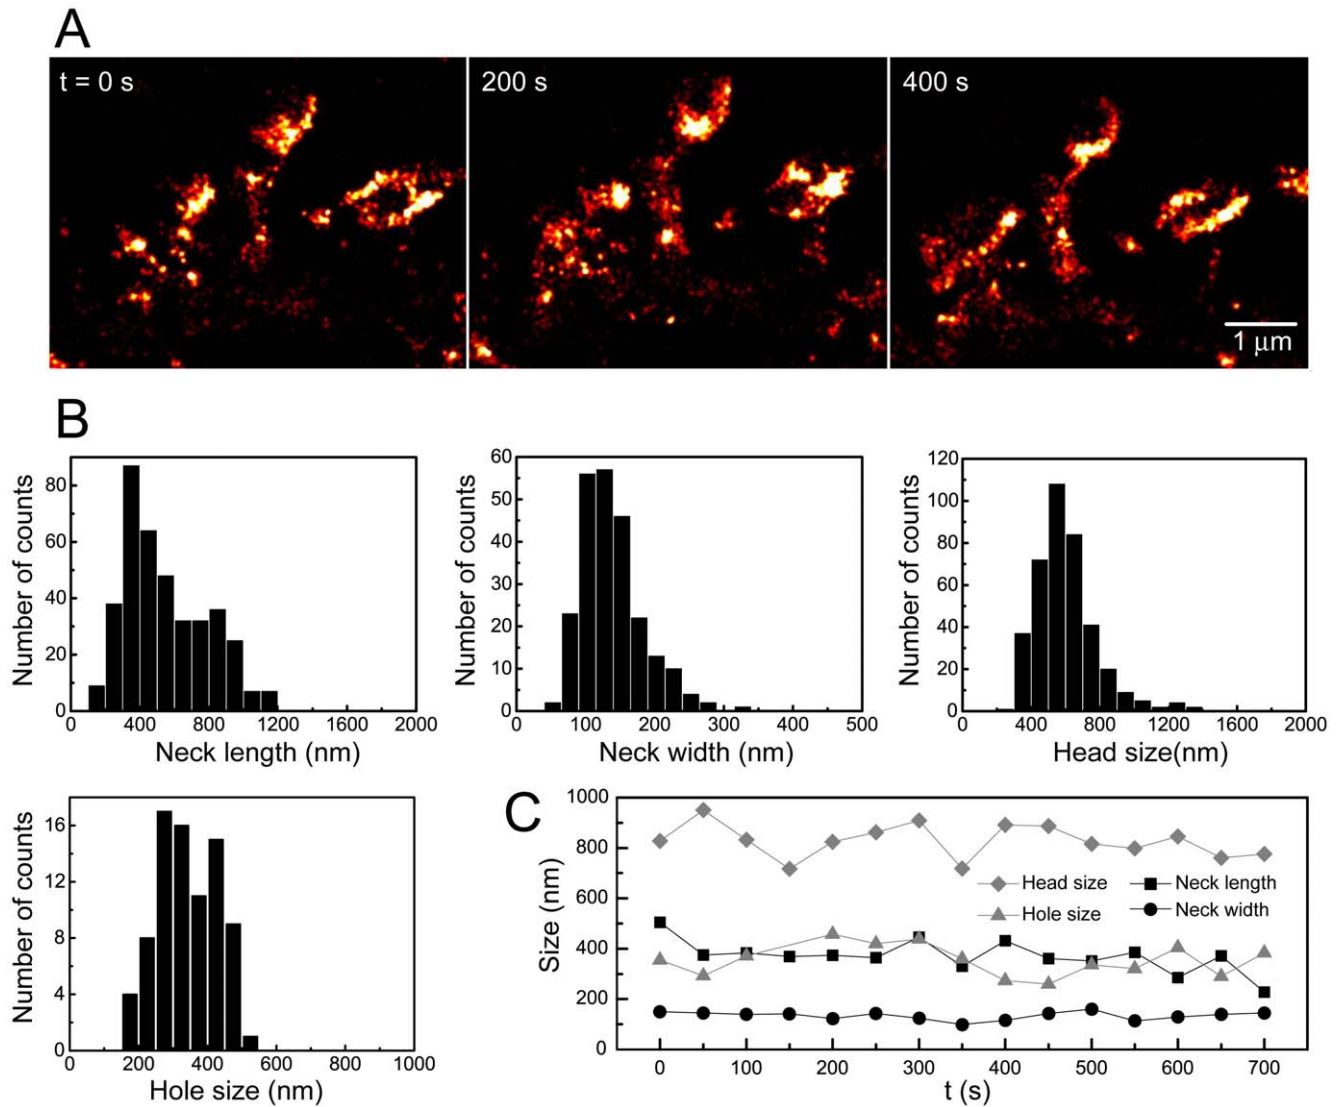 A
t = 0 s
200 s
400 s
1 μm
B
80
60
40
20
0
Number of counts
0 400 800 1200 1600 2000
Neck length (nm)
60
50
40
30
20
10
0
Number of counts
0 100 200 300 400 500
Neck width (nm)
120
100
80
60
40
20
0
Number of counts
0 400 800 1200 1600 2000
Head size(nm)
16
12
8
4
0
Number of counts
0 200 400 600 800 1000
Hole size (nm)
C
1000
800
600
400
200
0
Size (nm)
Head size
Neck length
Hole size
Neck width
0 100 200 300 400 500 600 700
t (s)